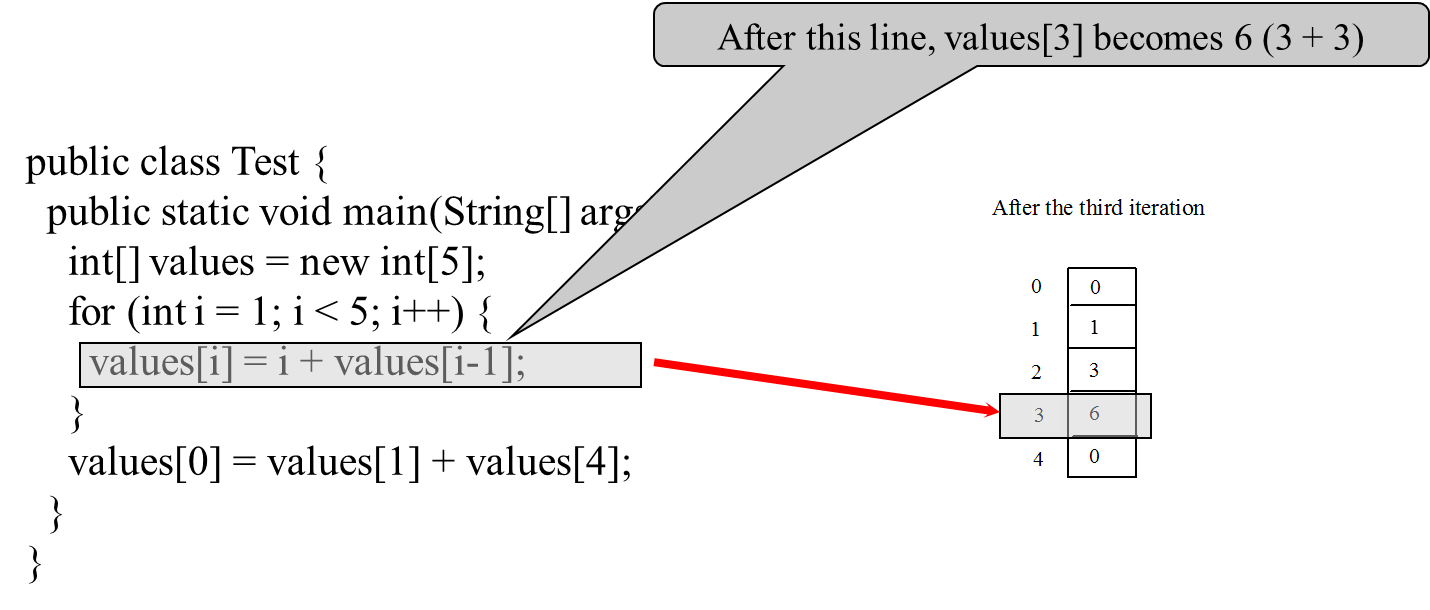 After this line, values[3] becomes 6 (3 + 3)
public class Test {
public static void main(String[] args
int[] values = new int[5];
for (int i = 1; i < 5; i++) {
values[i] = i + values[i-1];
}
values[0] = values[1] + values[4];
}
}
After the third iteration
0 0
1 1
2 3
3 6
4 0